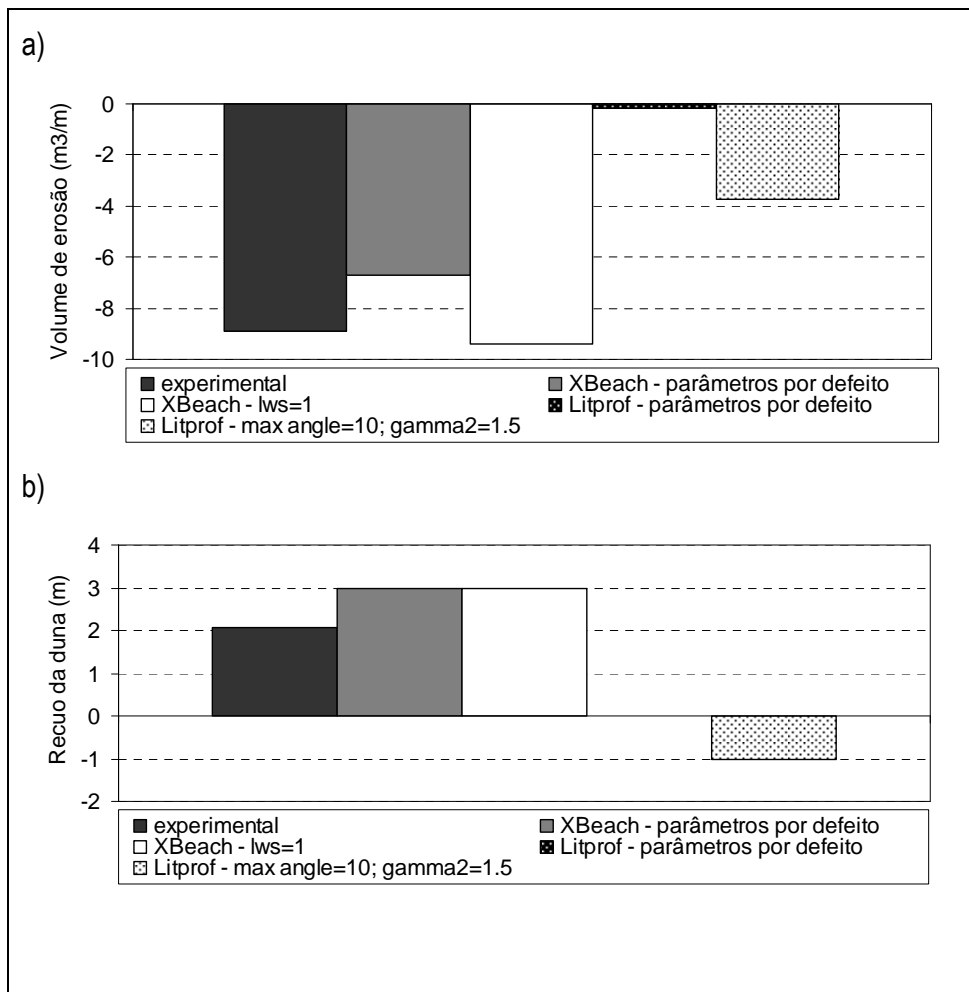 a)
0
-2
-4
-6
-8
-10
Volume de erosão (m3/m)
experimental
XBeach - parâmetros por defeito
XBeach - lws=1
Litprof - parâmetros por defeito
Litprof - max angle=10; gamma2=1.5
b)
4
3
2
1
0
-1
-2
Recuo da duna (m)
experimental
XBeach - parâmetros por defeito
XBeach - lws=1
Litprof - parâmetros por defeito
Litprof - max angle=10; gamma2=1.5